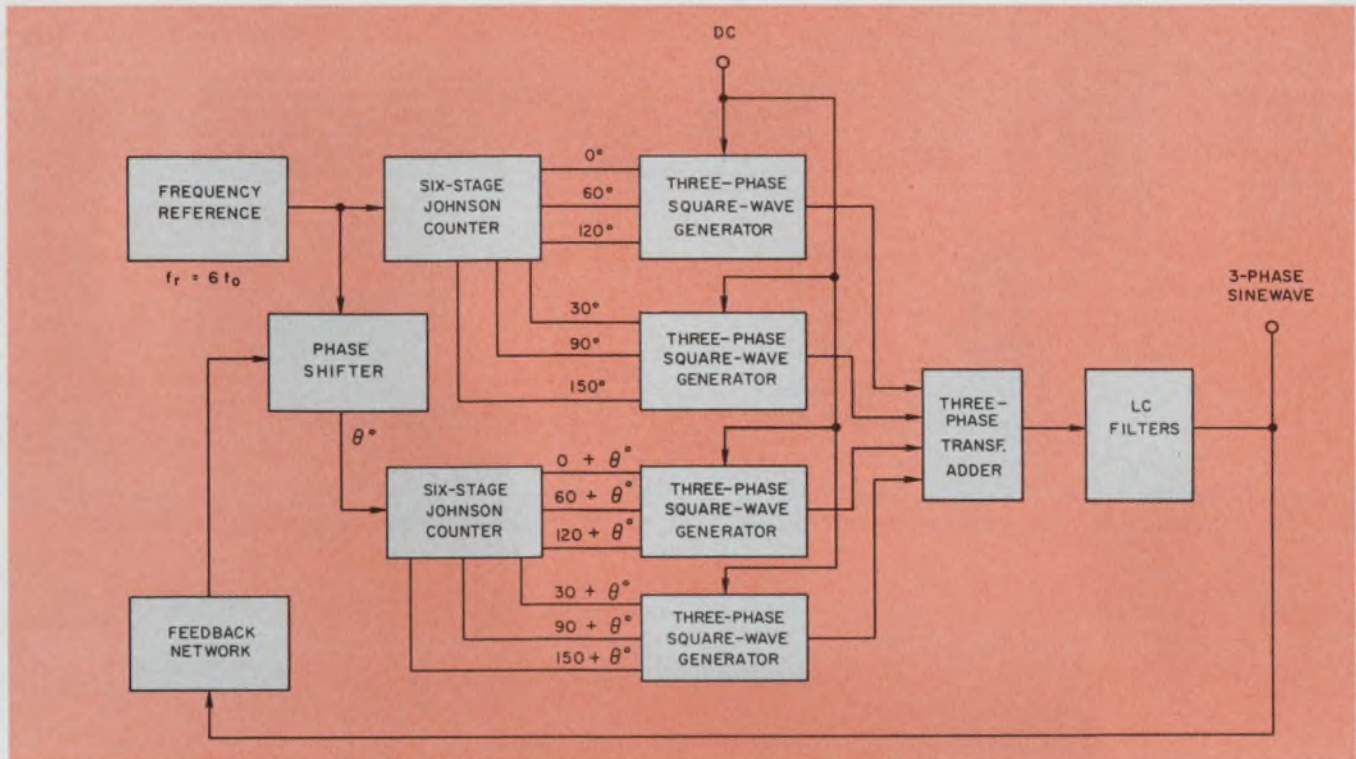 DC
FREQUENCY
REFERENCE
fr = 6 fo
SIX-STAGE
JOHNSON
COUNTER
0°
60°
120°
THREE-PHASE
SQUARE-WAVE
GENERATOR
30°
90°
150°
THREE-PHASE
SQUARE-WAVE
GENERATOR
3-PHASE
SINEWAVE
PHASE
SHIFTER
θ°
THREE-
PHASE
TRANSF.
ADDER
LC
FILTERS
SIX-STAGE
JOHNSON
COUNTER
0 + θ°
60 + θ°
120 + θ°
THREE-PHASE
SQUARE-WAVE
GENERATOR
30 + θ°
90 + θ°
150 + θ°
THREE-PHASE
SQUARE-WAVE
GENERATOR
FEEDBACK
NETWORK